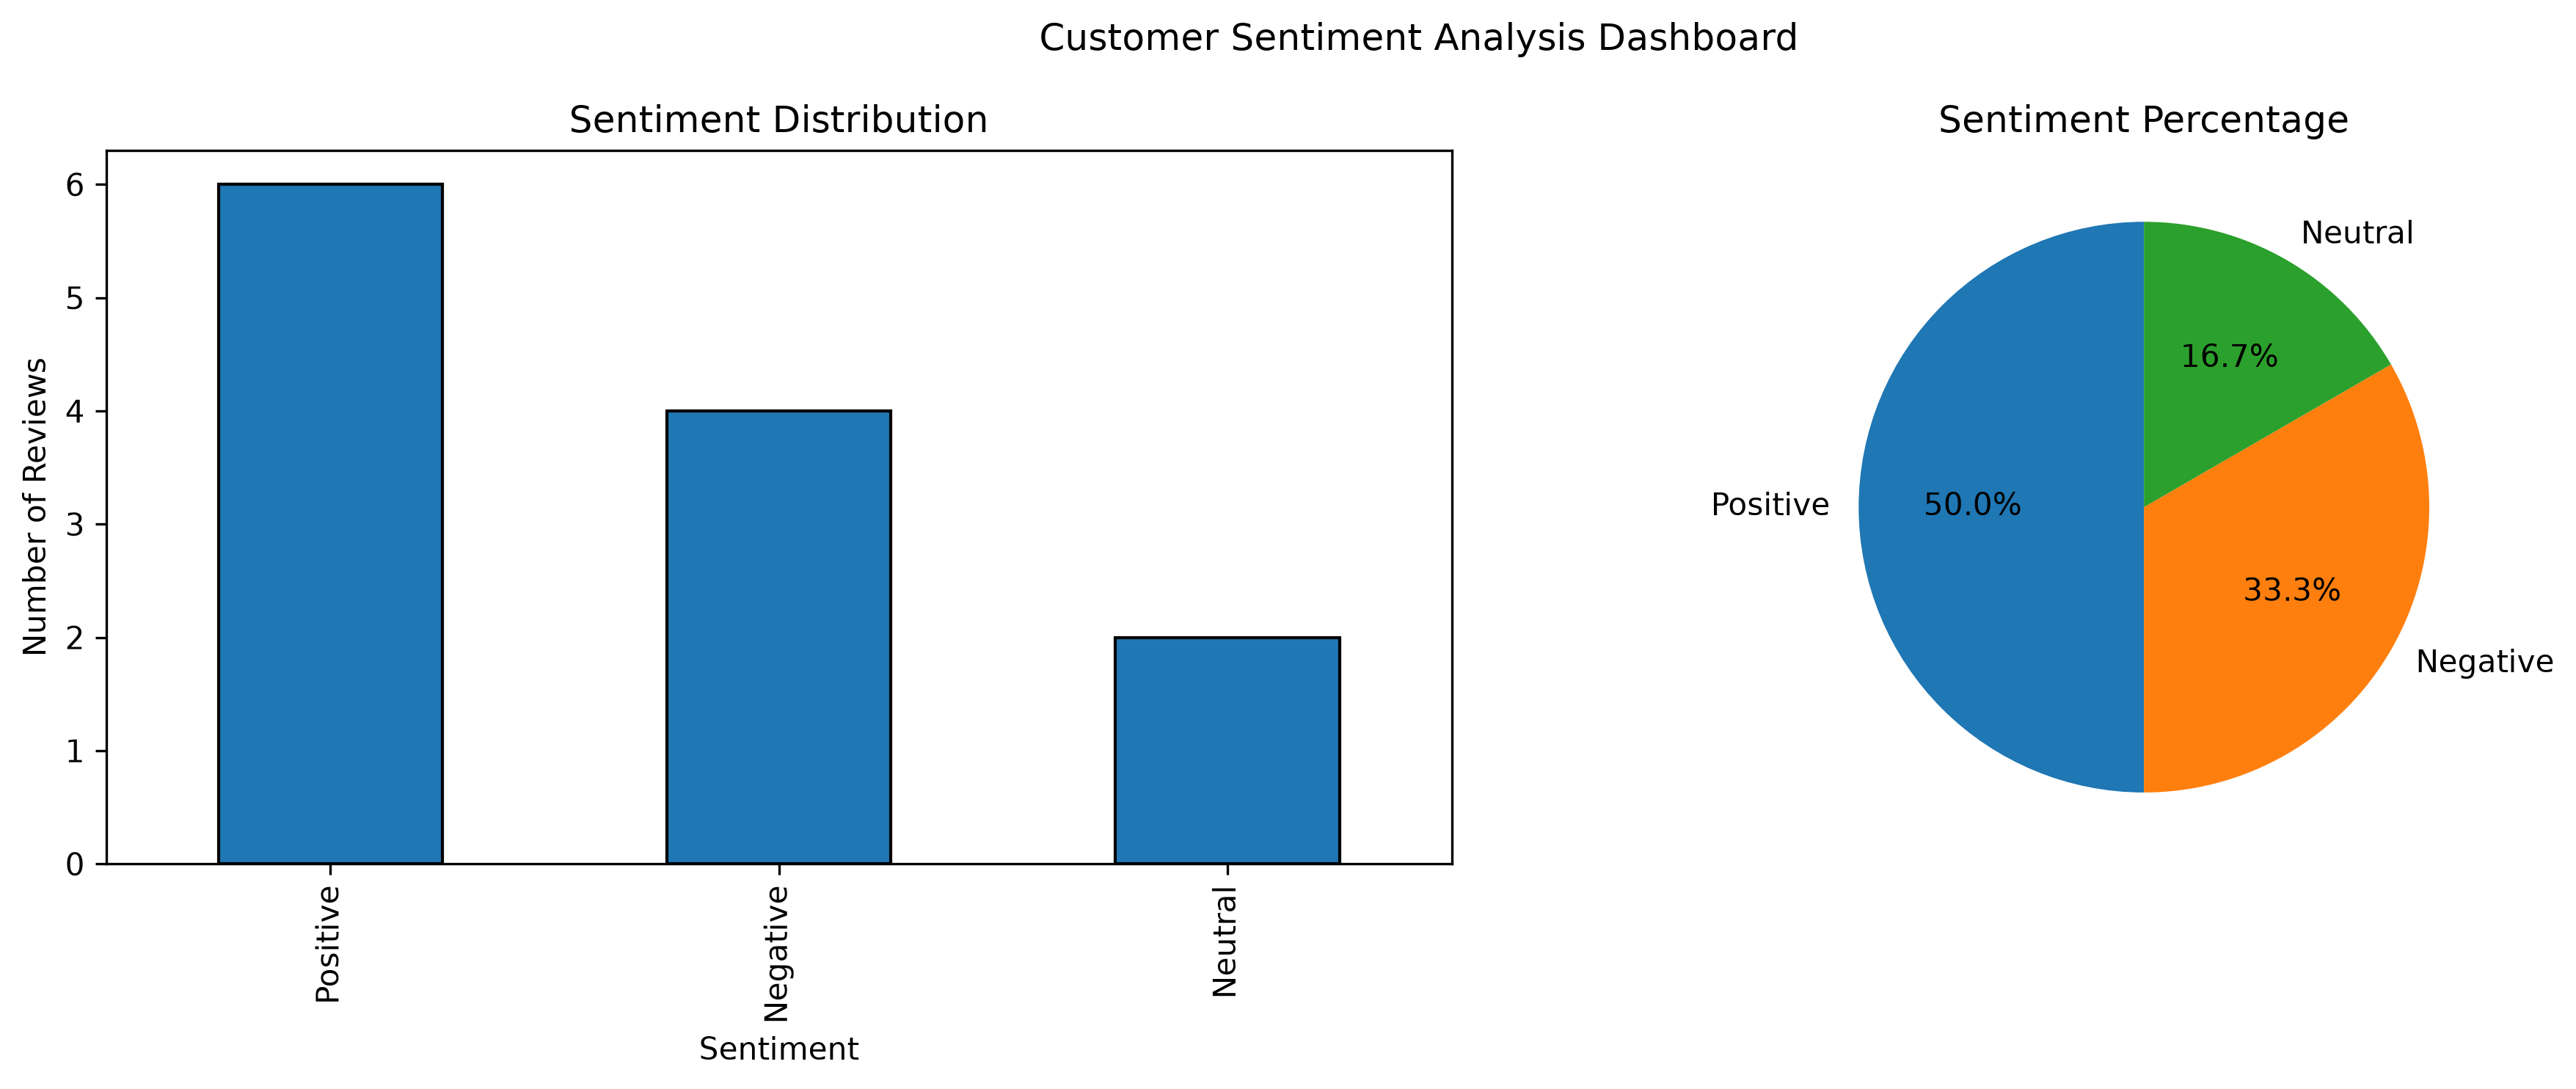 Customer Sentiment Analysis Dashboard
Sentiment Distribution
6
5
4
3
2
1
0
Number of Reviews
Positive
Negative
Neutral
Sentiment
Sentiment Percentage
Neutral
16.7%
Positive
50.0%
33.3%
Negative